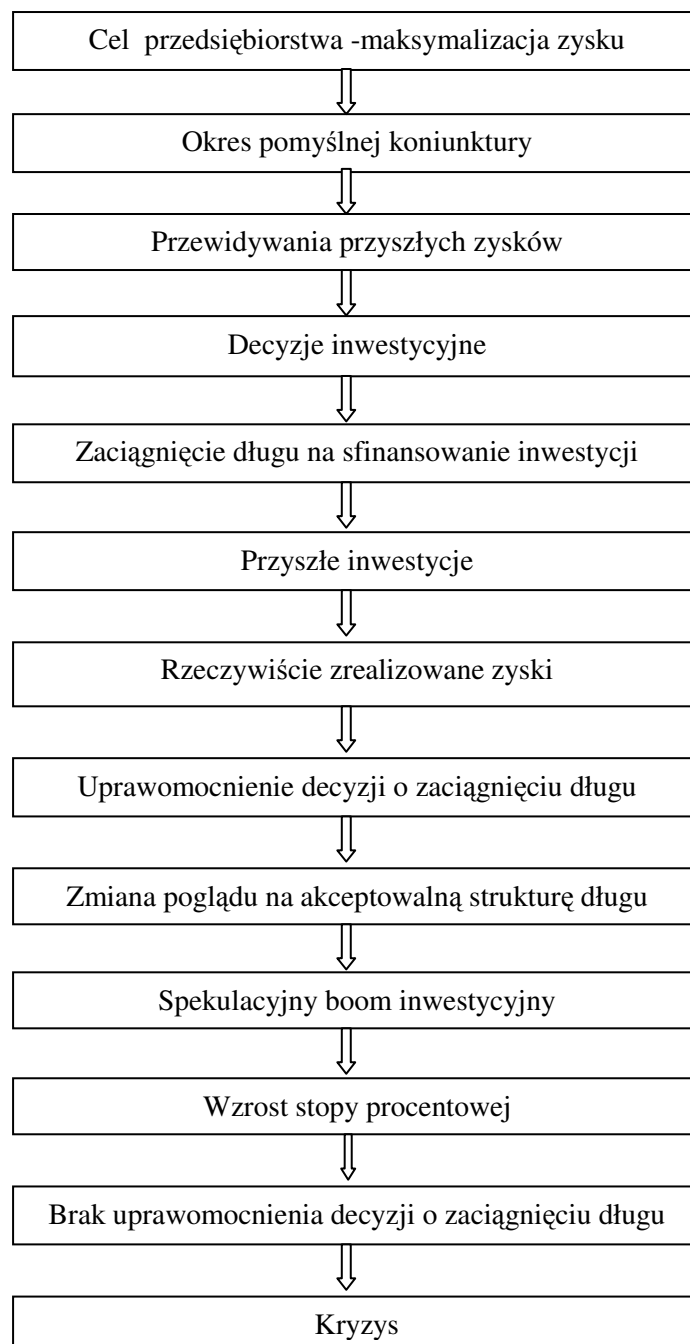 Cel przedsiębiorstwa -maksymalizacja zysku
Okres pomyślnej koniunktury
Przewidywania przyszłych zysków
Decyzje inwestycyjne
Zaciągnięcie długu na sfinansowanie inwestycji
Przyszłe inwestycje
Rzeczywiście zrealizowane zyski
Uprawomocnienie decyzji o zaciągnięciu długu
Zmiana poglądu na akceptowalną strukturę długu
Spekulacyjny boom inwestycyjny
Wzrost stopy procentowej
Brak uprawomocnienia decyzji o zaciągnięciu długu
Kryzys